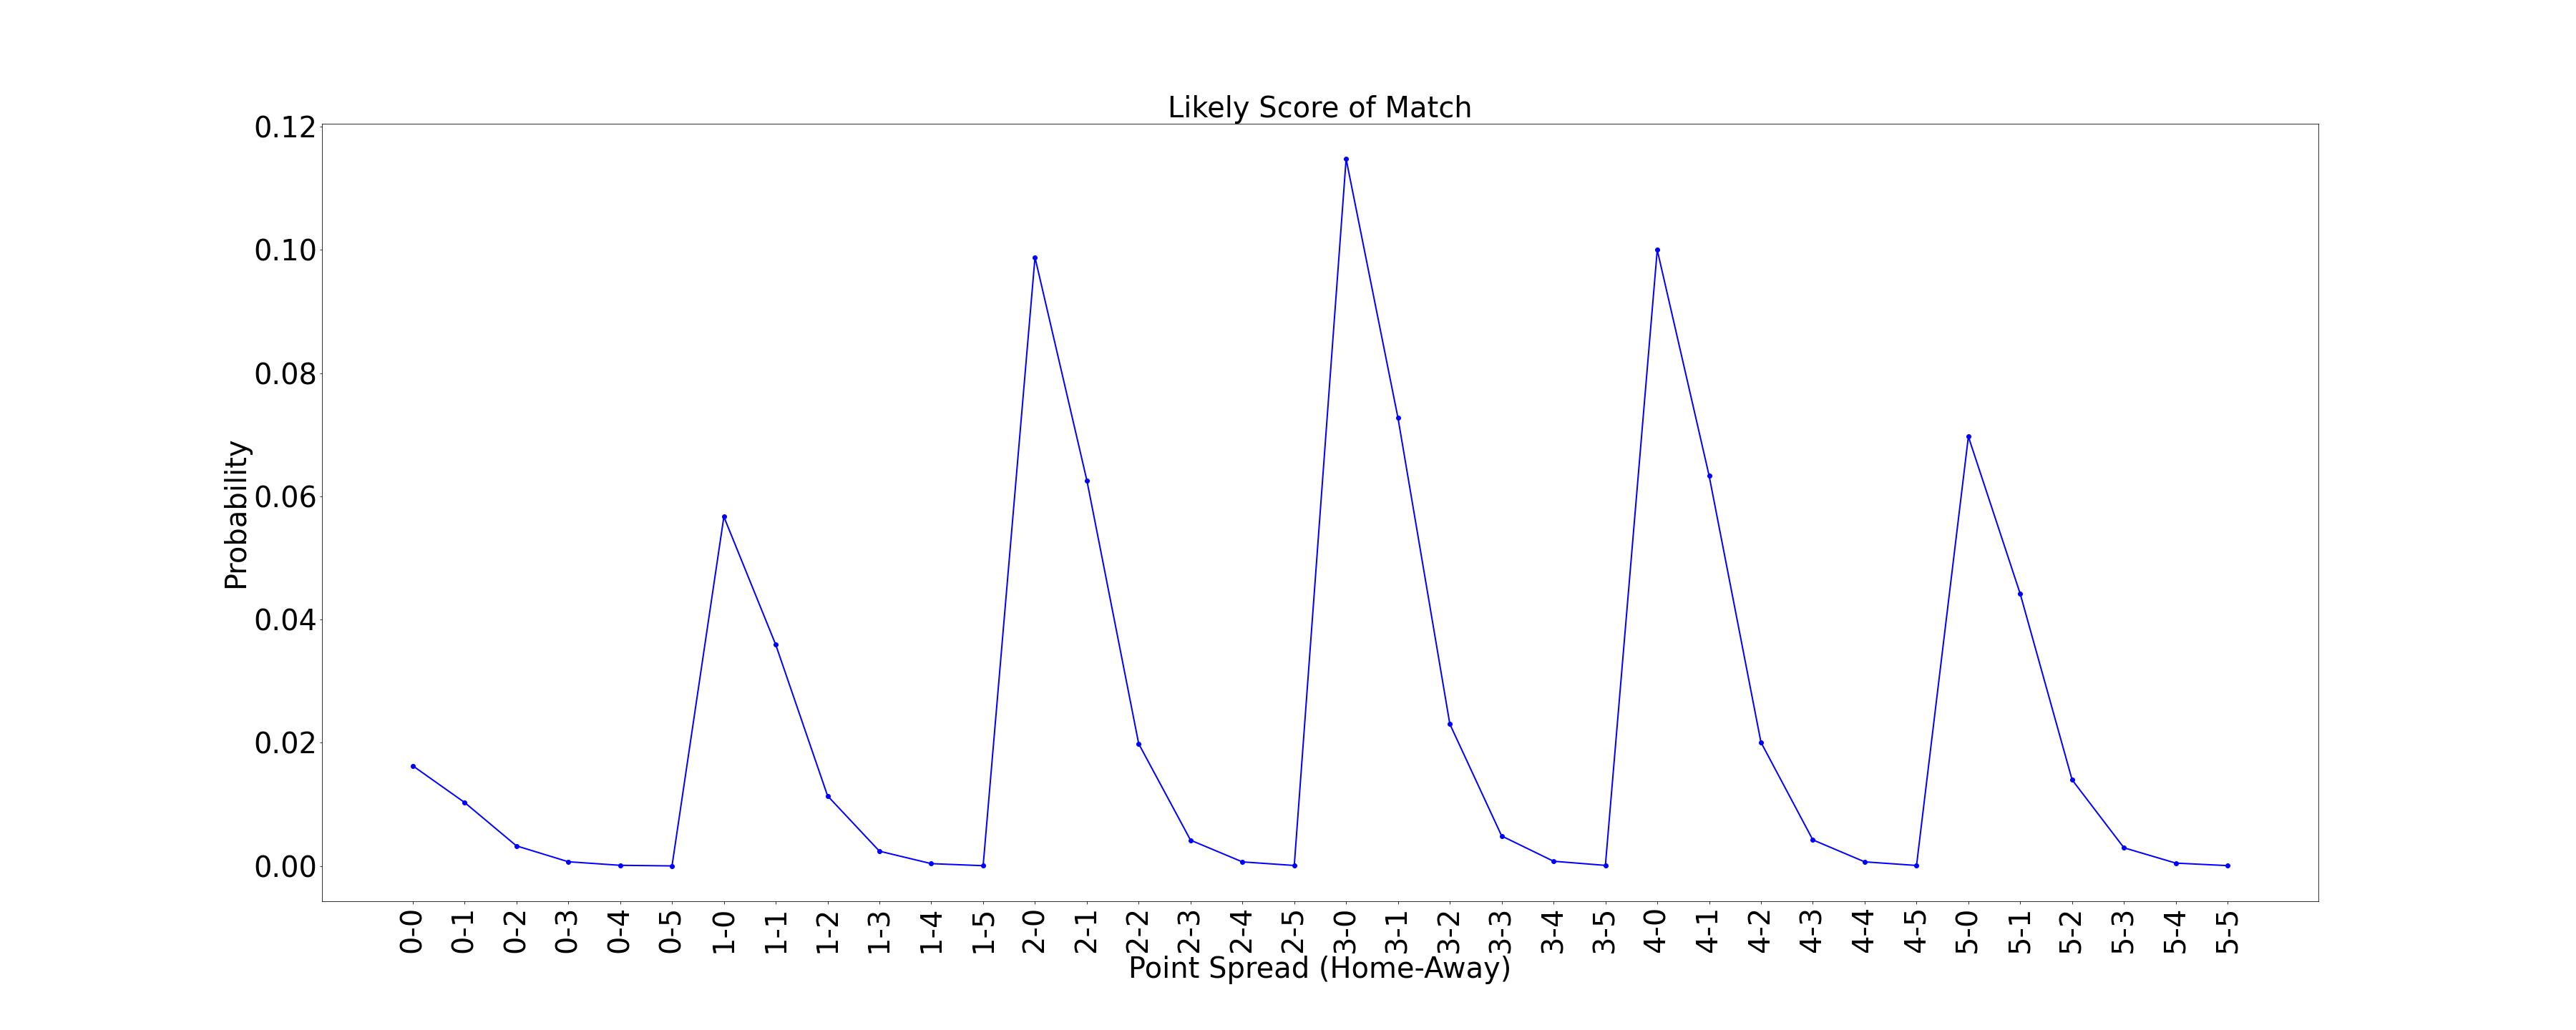 Likely Score of Match
0.12
0.10
0.08
0.06
0.04
0.02
0.00
Probability
0-0 0-1 0-2 0-3 0-4 0-5 1-0 1-1 1-2 1-3 1-4 1-5 2-0 2-1 2-2 2-3 2-4 2-5 3-0 3-1 3-2 3-3 3-4 3-5 4-0 4-1 4-2 4-3 4-4 4-5 5-0 5-1 5-2 5-3 5-4 5-5
Point Spread (Home-Away)